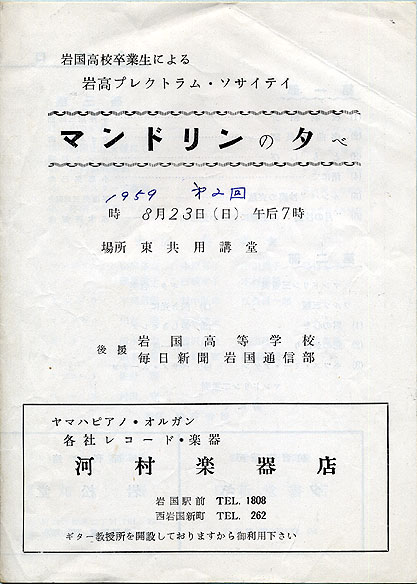 岩国高校卒業生による
岩高プレクトラム・ソサイテイ
マンドリンの夕べ
1959 第2回
時 8月23日(日) 午后7時
場所 東共用講堂
後援 岩国高等学校
毎日新聞 岩国通信部
ヤマハピアノ・オルガン
各社レコード・楽器
河村楽器店
岩国駅前 TEL. 1808
西岩国新町 TEL. 262
ギター教授所を開設しておりますから御利用下さい